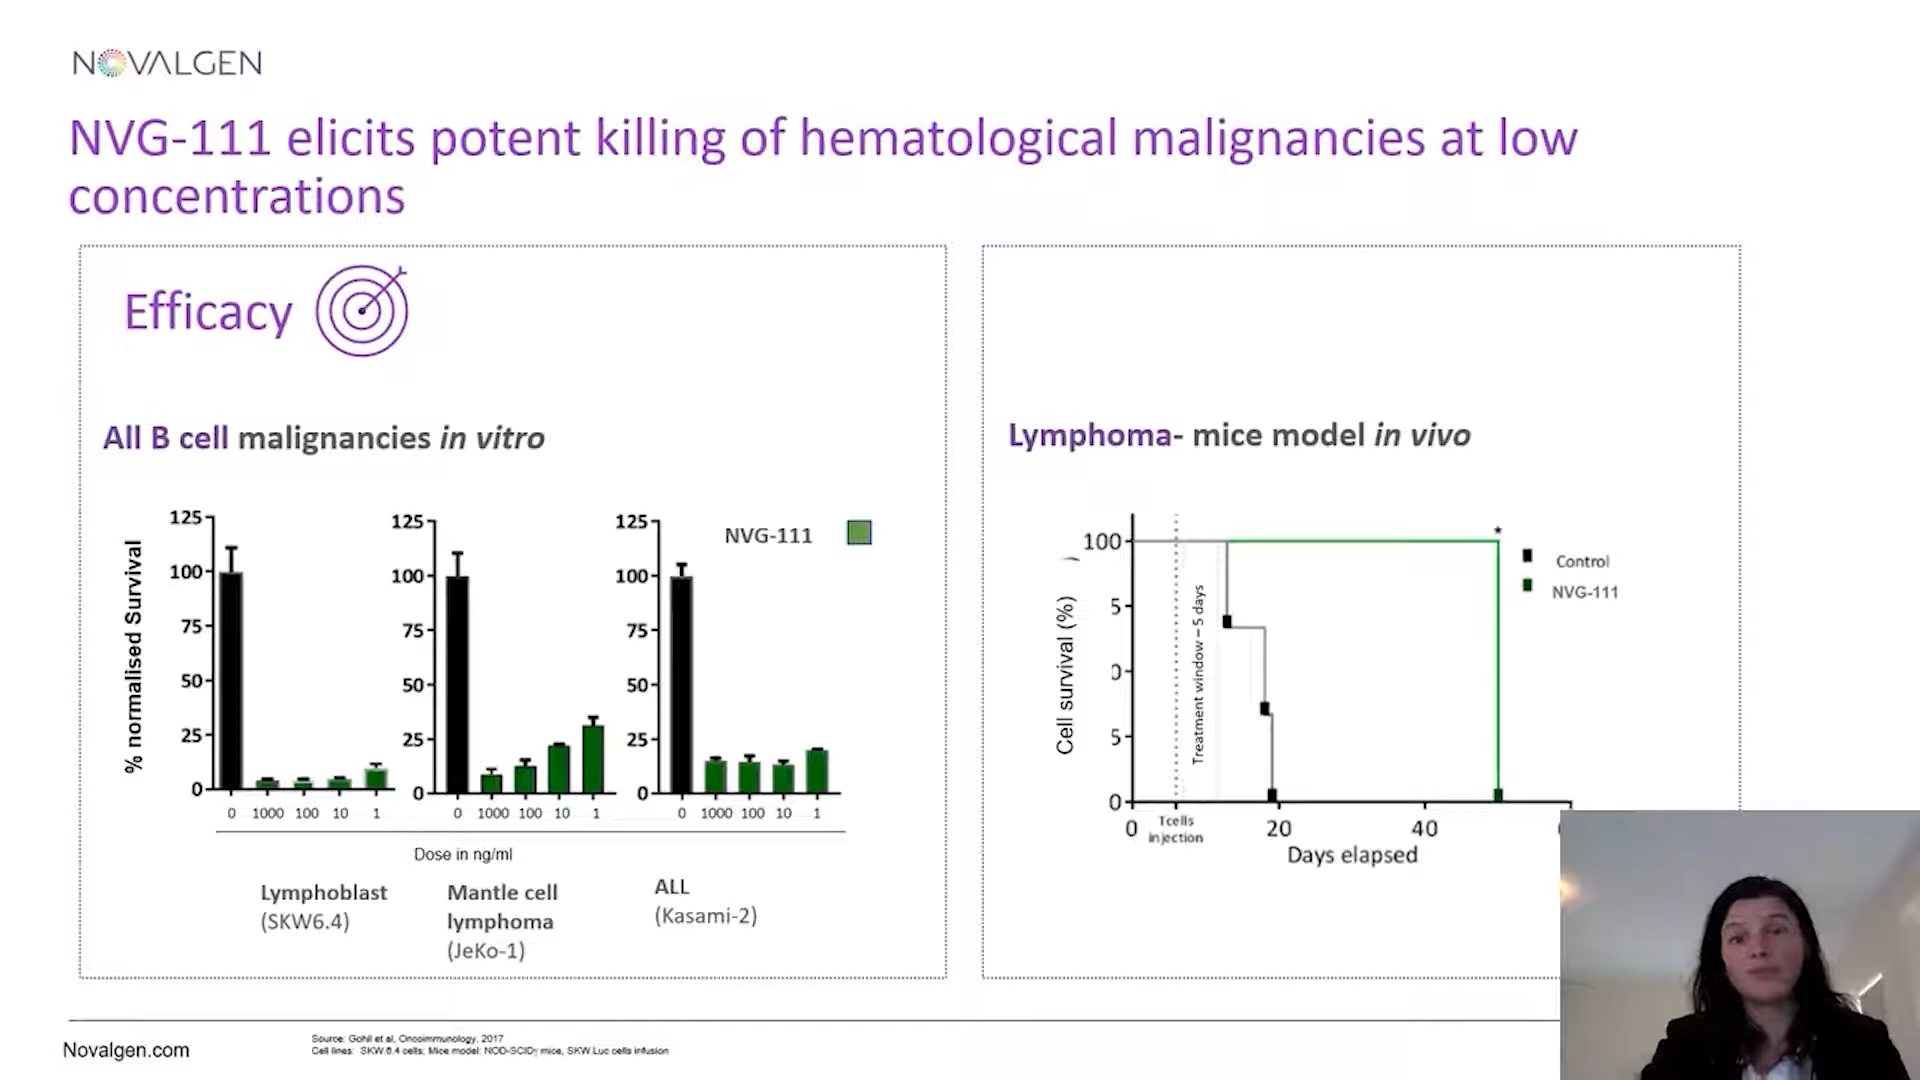 NOVALGEN
NVG-111 elicits potent killing of hematological malignancies at low
concentrations
Efficacy
All B cell malignancies in vitro
% normalised Survival
125
100
75
50
25
0
0 1000 100 10 1
125
100
75
50
25
0
0 1000 100 10 1
125
100
75
50
25
0
0 1000 100 10 1
NVG-111
Dose in ng/ml
Lymphoblast
(SKW6.4)
Mantle cell
lymphoma
(JeKo-1)
ALL
(Kasami-2)
Lymphoma- mice model in vivo
Cell survival (%)
100
5
0
5
0
Treatment window – 5 days
*
Control
NVG-111
0 20 40
Tcells
injection
Days elapsed
Novalgen.com
Source: Gohil et al, Oncoimmunology, 2017
Cell lines: SKW.6.4 cells; Mice model: NOD-SCIDγ mice, SKW.Luc cells infusion